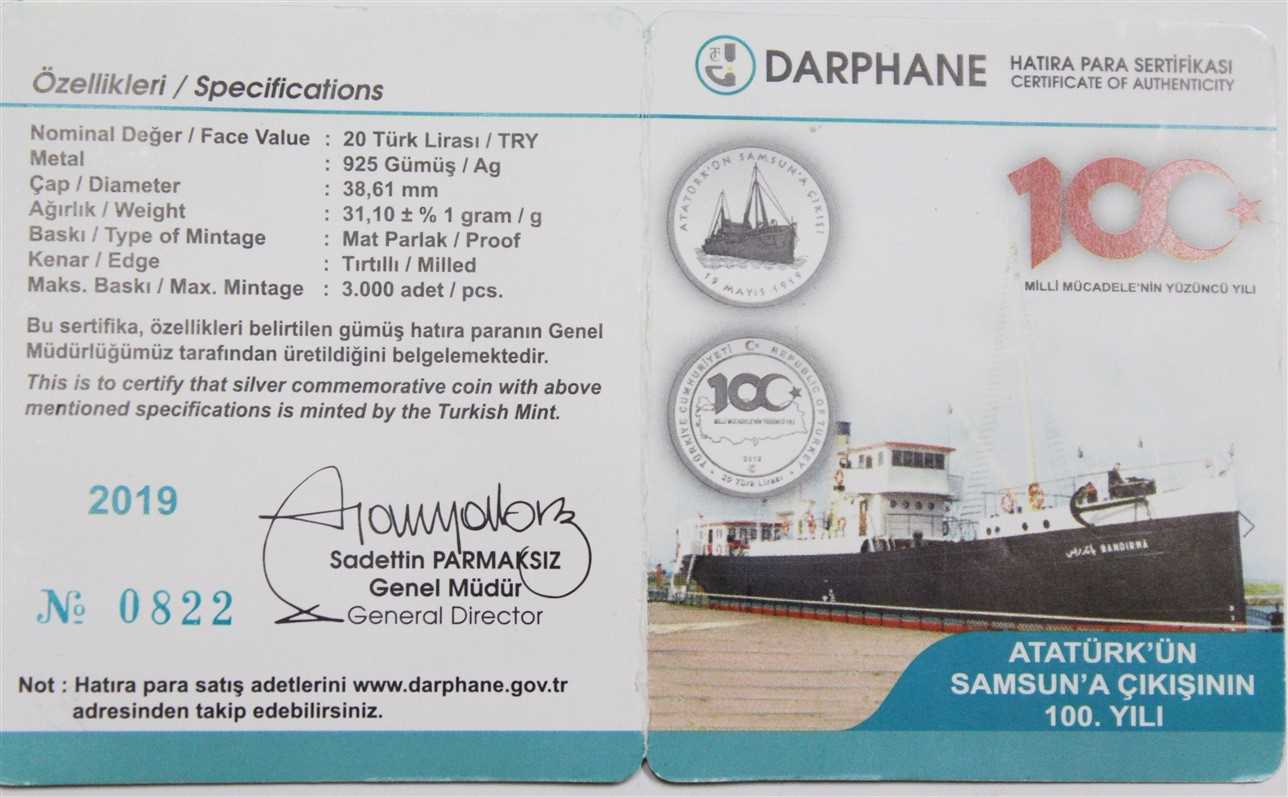 Özellikleri / Specifications
Nominal Değer / Face Value : 20 Türk Lirası / TRY
Metal : 925 Gümüş / Ag
Çap / Diameter : 38,61 mm
Ağırlık / Weight : 31,10 ± % 1 gram / g
Baskı / Type of Mintage : Mat Parlak / Proof
Kenar / Edge : Tırtıllı / Milled
Maks. Baskı / Max. Mintage : 3.000 adet / pcs.
Bu sertifika, özellikleri belirtilen gümüş hatıra paranın Genel
Müdürlüğümüz tarafından üretildiğini belgelemektedir.
This is to certify that silver commemorative coin with above
mentioned specifications is minted by the Turkish Mint.
2019
Sadettin PARMAKSIZ
Genel Müdür
General Director
№ 0822
Not : Hatıra para satış adetlerini www.darphane.gov.tr
adresinden takip edebilirsiniz.
DARPHANE
HATIRA PARA SERTİFİKASI
CERTIFICATE OF AUTHENTICITY
ATATÜRK'ÜN SAMSUN'A ÇIKIŞI
19 MAYIS 1919
100
MİLLİ MÜCADELE'NİN YÜZÜNCÜ YILI
TÜRKİYE CUMHURİYETİ REPUBLIC OF TURKEY
100
MİLLİ MÜCADELE'NİN YÜZÜNCÜ YILI
2019
20 Türk Lirası
BANDIRMA
ATATÜRK'ÜN
SAMSUN'A ÇIKIŞININ
100. YILI